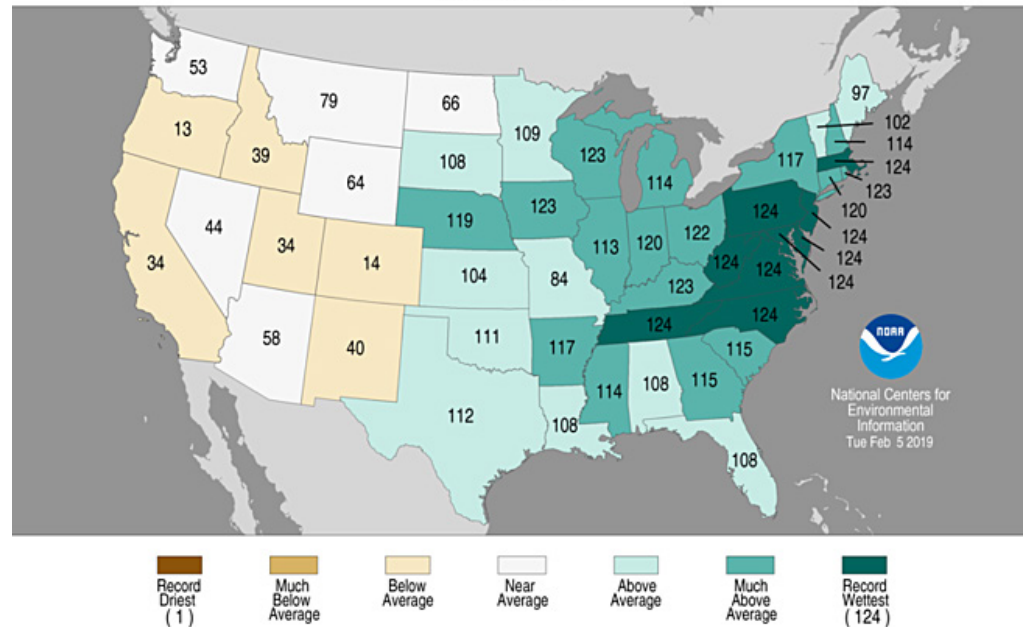 53
79
66
109
97
102
114
124
123
120
124
124
124
13
39
64
108
123
114
117
44
34
14
119
123
113
120
122
124
34
104
84
123
124
124
58
40
111
117
124
124
115
112
108
114
108
115
108
NOAA
National Centers for
Environmental
Information
Tue Feb 5 2019
Record
Driest
(1)
Much
Below
Average
Below
Average
Near
Average
Above
Average
Much
Above
Average
Record
Wettest
(124)